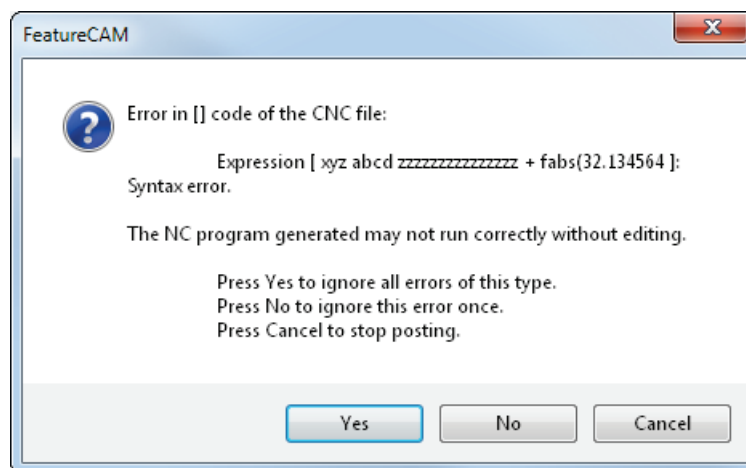 FeatureCAM
x
Error in [] code of the CNC file:
Expression [ xyz abcd zzzzzzzzzzzzzzz + fabs(32.134564 ]:
Syntax error.
The NC program generated may not run correctly without editing.
Press Yes to ignore all errors of this type.
Press No to ignore this error once.
Press Cancel to stop posting.
Yes
No
Cancel